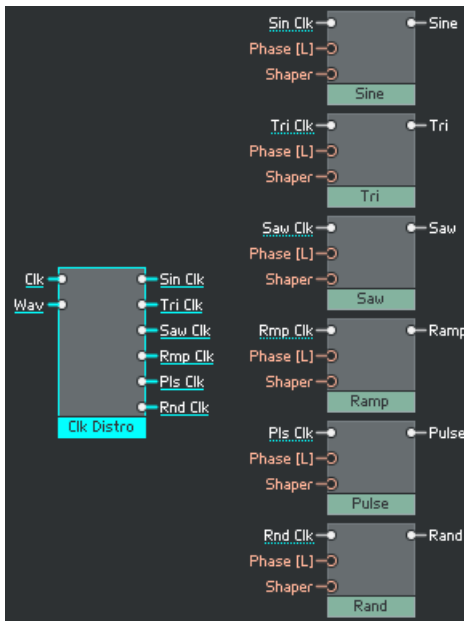 Sin Clk Sine
Phase [L]
Shaper
Sine
Tri Clk Tri
Phase [L]
Shaper
Tri
Saw Clk Saw
Phase [L]
Shaper
Saw
Clk Sin Clk
Wav Tri Clk
Saw Clk
Rmp Clk
Pls Clk
Rnd Clk
Clk Distro
Rmp Clk Ramp
Phase [L]
Shaper
Ramp
Pls Clk Pulse
Phase [L]
Shaper
Pulse
Rnd Clk Rand
Phase [L]
Shaper
Rand